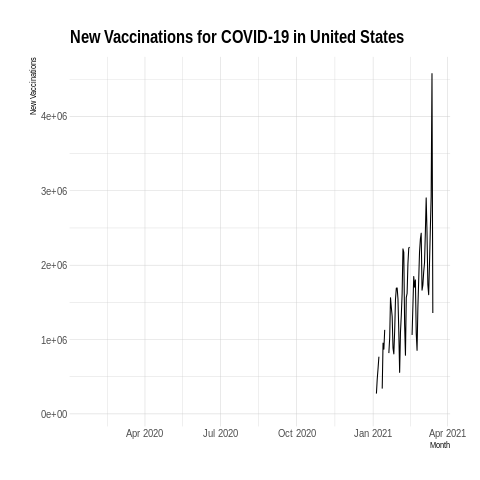 New Vaccinations for COVID-19 in United States
New Vaccinations
4e+06
3e+06
2e+06
1e+06
0e+00
Apr 2020 Jul 2020 Oct 2020 Jan 2021 Apr 2021
Month